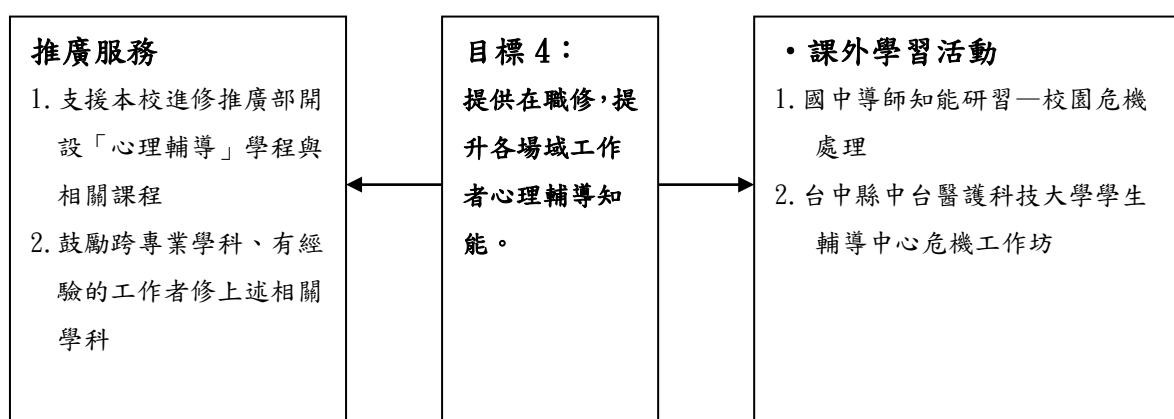 推廣服務
1. 支援本校進修推廣部開
設「心理輔導」學程與
相關課程
2. 鼓勵跨專業學科、有經
驗的工作者修上述相關
學科
目標 4：
提供在職修，提
升各場域工作
者心理輔導知
能。
‧課外學習活動
1. 國中導師知能研習—校園危機
處理
2. 台中縣中台醫護科技大學學生
輔導中心危機工作坊